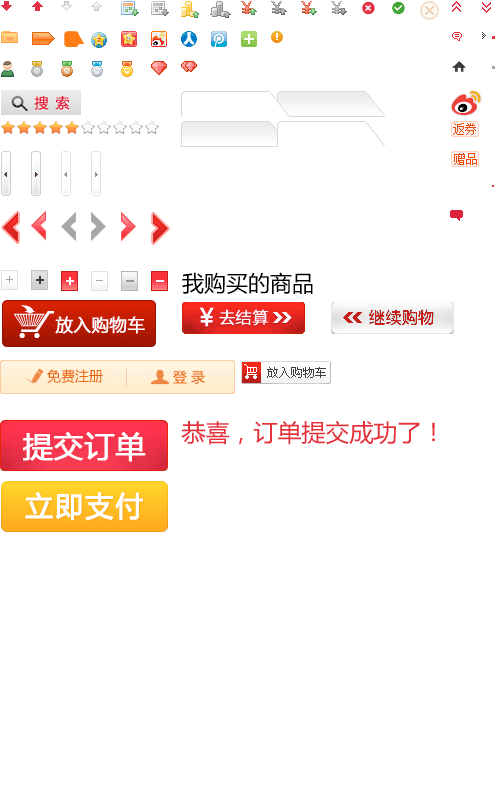 搜 索
返券
赠品
我购买的商品
放入购物车
¥ 去结算
继续购物
免费注册
登 录
放入购物车
恭喜，订单提交成功了！
提交订单
立即支付